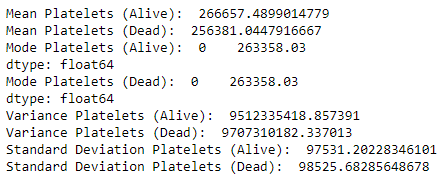 Mean Platelets (Alive):  266657.4899014779
Mean Platelets (Dead):  256381.0447916667
Mode Platelets (Alive):  0    263358.03
dtype: float64
Mode Platelets (Dead):  0    263358.03
dtype: float64
Variance Platelets (Alive):  9512335418.857391
Variance Platelets (Dead):  9707310182.337013
Standard Deviation Platelets (Alive):  97531.20228346101
Standard Deviation Platelets (Dead):  98525.68285648678